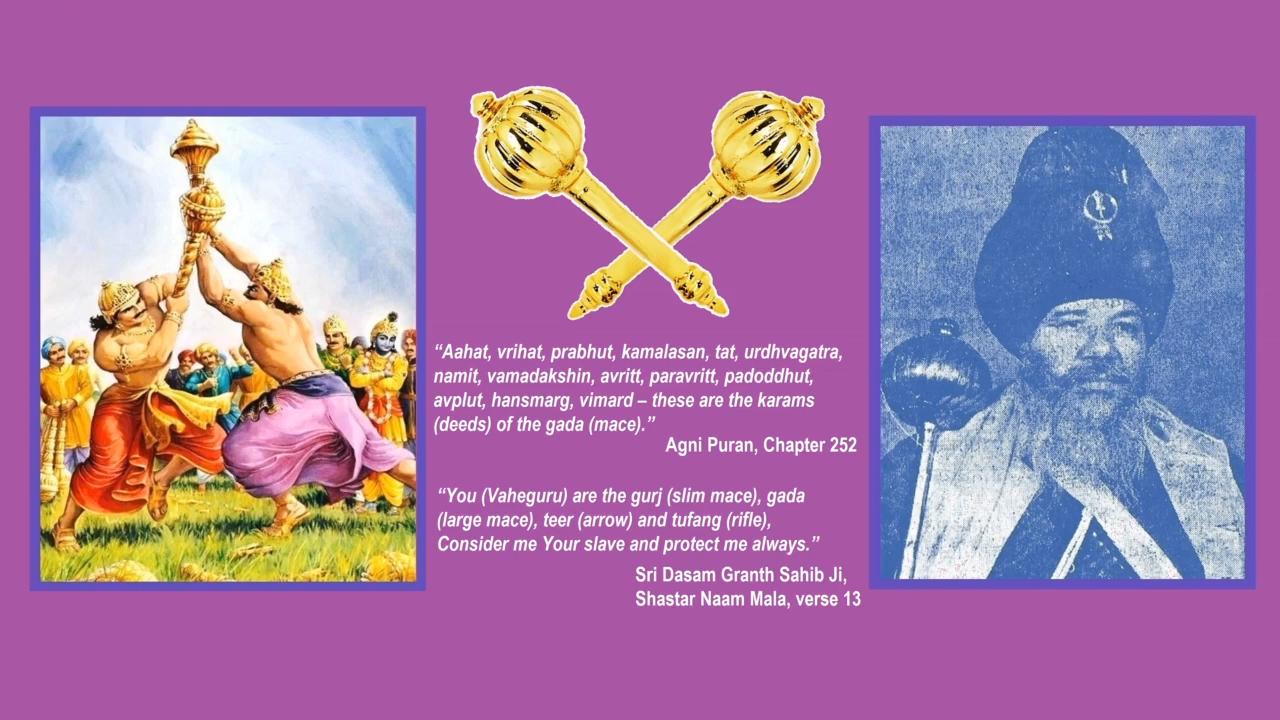 “Aahat, vrihat, prabhut, kamalasan, tat, urdhvagatra,
namit, vamadakshin, avritt, paravritt, padoddhut,
avplut, hansmarg, vimard – these are the karams
(deeds) of the gada (mace).”
Agni Puran, Chapter 252
“You (Vaheguru) are the gurj (slim mace), gada
(large mace), teer (arrow) and tufang (rifle),
Consider me Your slave and protect me always.”
Sri Dasam Granth Sahib Ji,
Shastar Naam Mala, verse 13